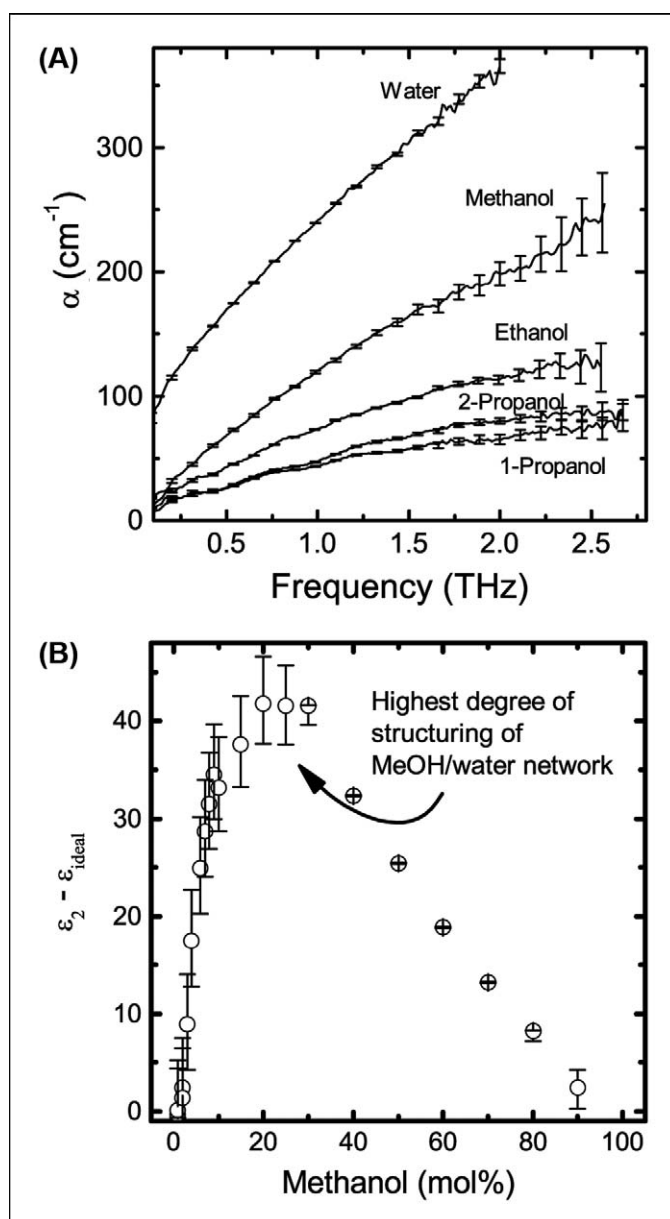 (A)
Water
Methanol
Ethanol
2-Propanol
1-Propanol
α (cm⁻¹)
300
200
100
0
0.5
1.0
1.5
2.0
2.5
Frequency (THz)
(B)
Highest degree of
structuring of
MeOH/water network
ε₂ - ε_ideal
40
30
20
10
0
0
20
40
60
80
100
Methanol (mol%)